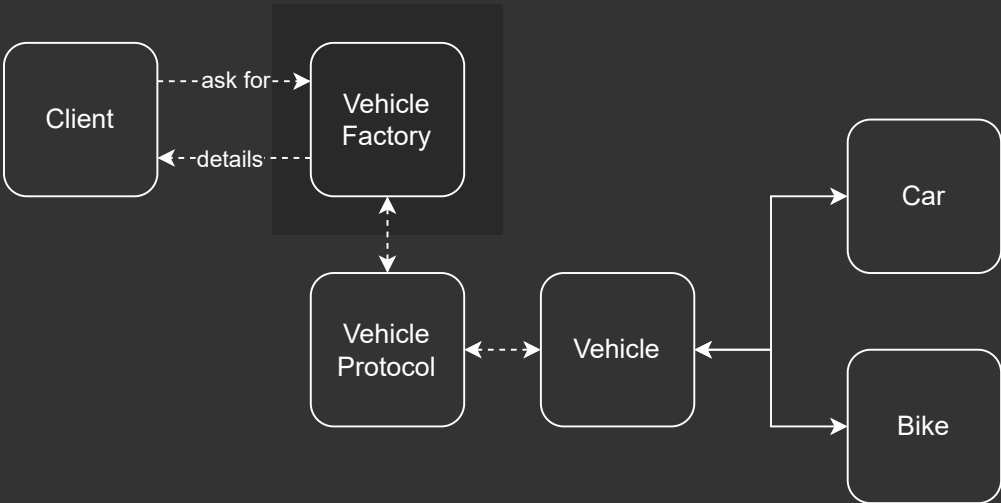 Client
ask for
details
Vehicle
Factory
Vehicle
Protocol
Vehicle
Car
Bike